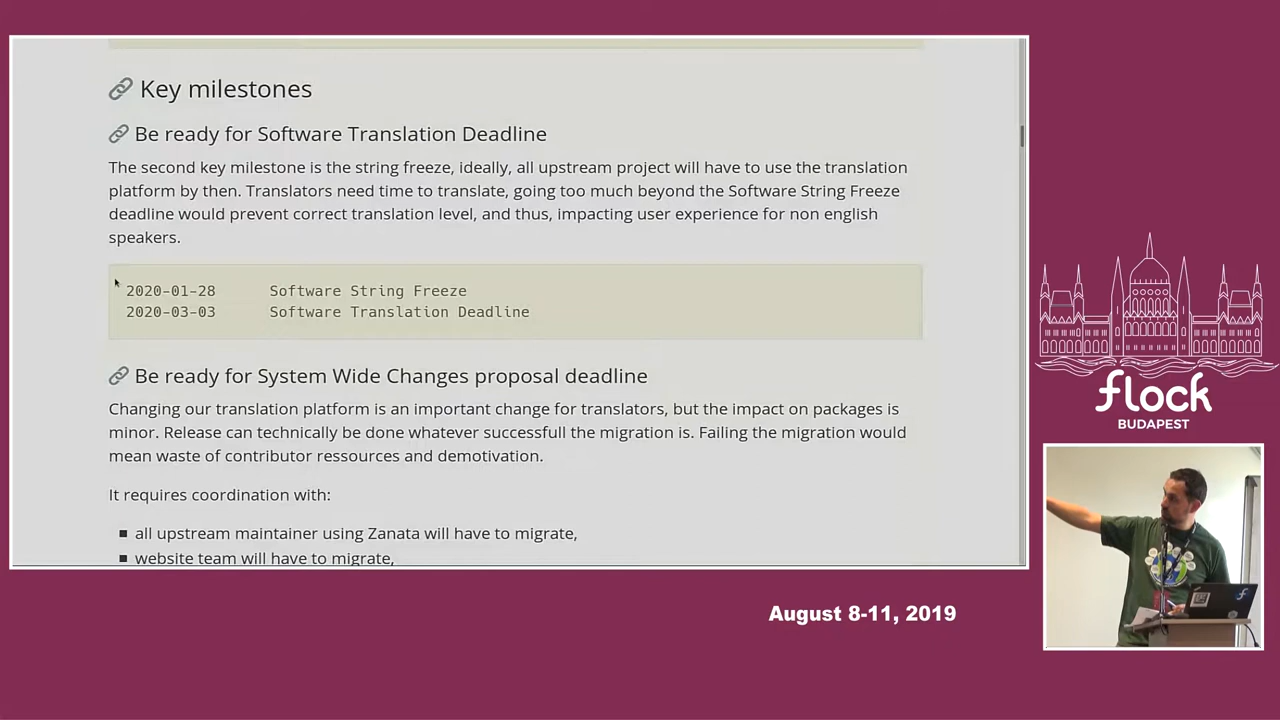 Key milestones
Be ready for Software Translation Deadline
The second key milestone is the string freeze, ideally, all upstream project will have to use the translation
platform by then. Translators need time to translate, going too much beyond the Software String Freeze
deadline would prevent correct translation level, and thus, impacting user experience for non english
speakers.
2020-01-28 Software String Freeze
2020-03-03 Software Translation Deadline
Be ready for System Wide Changes proposal deadline
Changing our translation platform is an important change for translators, but the impact on packages is
minor. Release can technically be done whatever successfull the migration is. Failing the migration would
mean waste of contributor ressources and demotivation.
It requires coordination with:
all upstream maintainer using Zanata will have to migrate,
website team will have to migrate,
flock
BUDAPEST
August 8-11, 2019